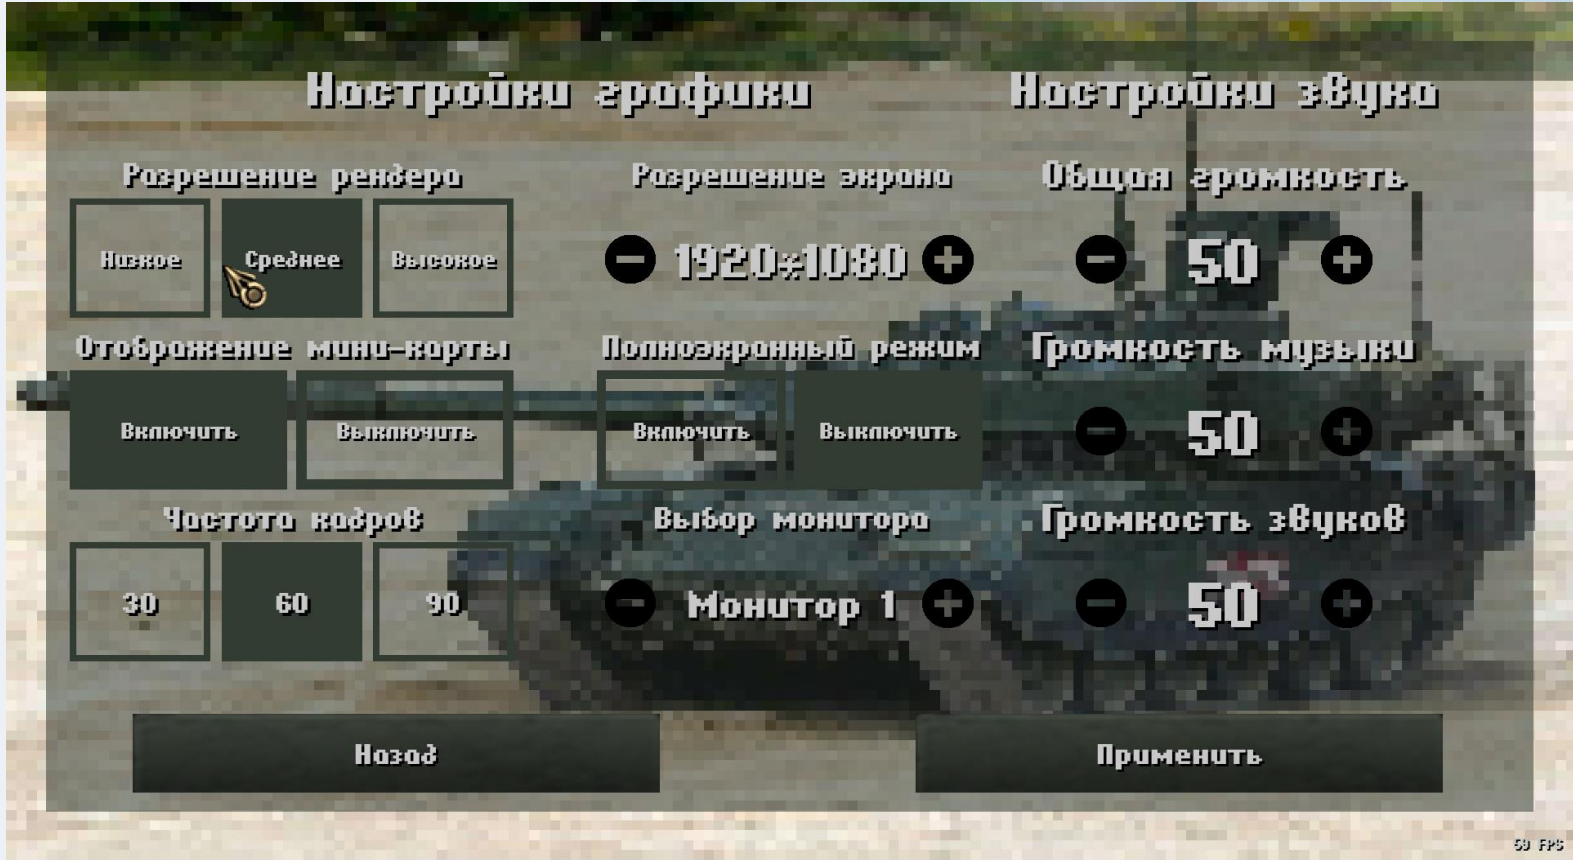 Настройки графики
Настройки звука
Разрешение рендера
Разрешение экрана
Общая громкость
Низкое
Среднее
Высокое
1920*1080
50
Отображение мини-карты
Полноэкранный режим
Громкость музыки
Включить
Выключить
Включить
Выключить
50
Частота кадров
Выбор монитора
Громкость звуков
30
60
90
Монитор 1
50
Назад
Применить
59 FPS